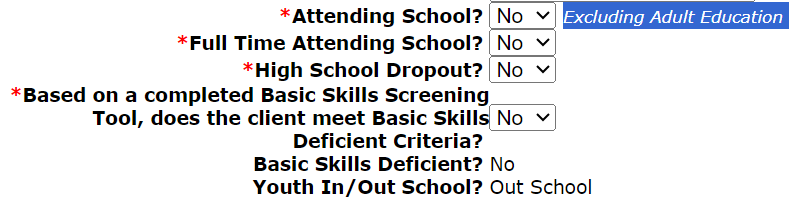 *Attending School? No Excluding Adult Education
*Full Time Attending School? No
*High School Dropout? No
*Based on a completed Basic Skills Screening
Tool, does the client meet Basic Skills No
Deficient Criteria?
Basic Skills Deficient? No
Youth In/Out School? Out School